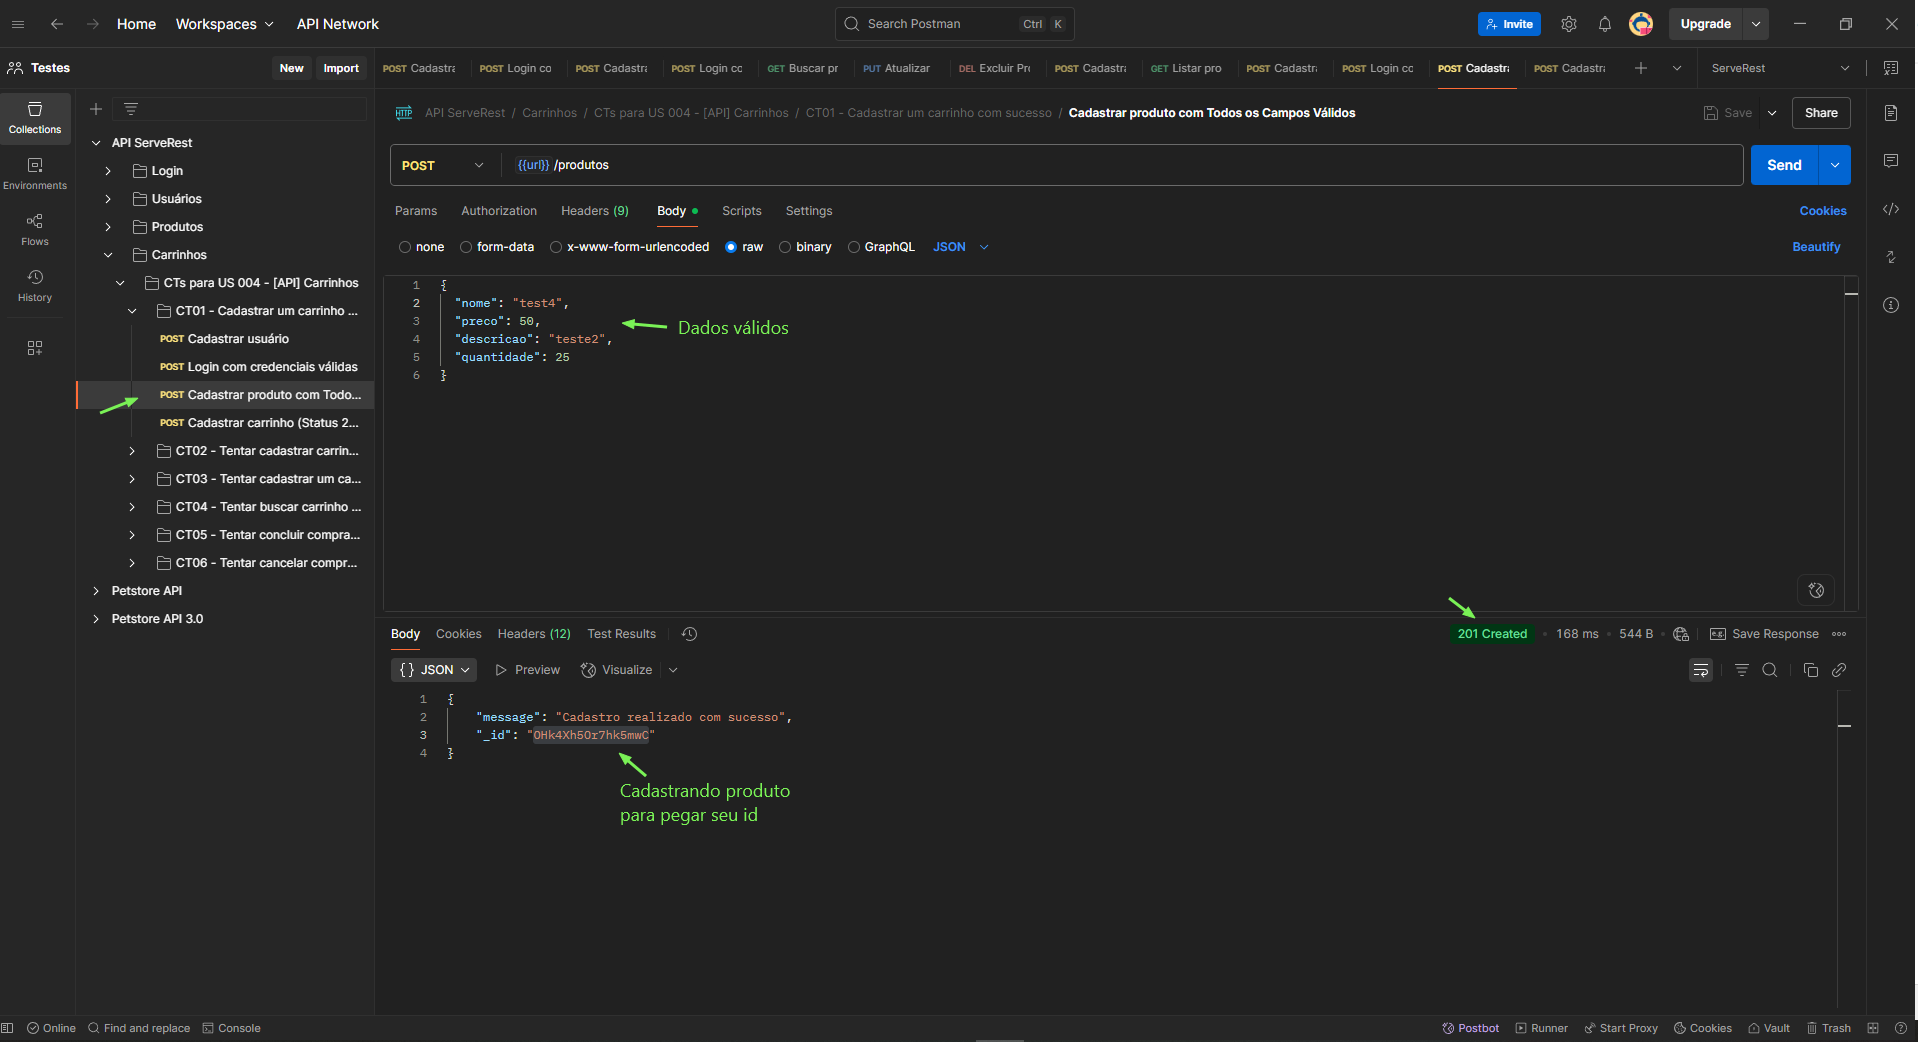 Home Workspaces API Network Search Postman Ctrl K Invite Upgrade
Testes New Import
POST Cadastra POST Login co POST Cadastra POST Login co GET Buscar pr PUT Atualizar DEL Excluir Pr POST Cadastra GET Listar pro POST Cadastra POST Login co POST Cadastra POST Cadastra ServeRest
Collections
Environments
Flows
History
API ServeRest
Login
Usuários
Produtos
Carrinhos
CTs para US 004 - [API] Carrinhos
CT01 - Cadastrar um carrinho ...
POST Cadastrar usuário
POST Login com credenciais válidas
POST Cadastrar produto com Todo...
POST Cadastrar carrinho (Status 2...
CT02 - Tentar cadastrar carrin...
CT03 - Tentar cadastrar um ca...
CT04 - Tentar buscar carrinho ...
CT05 - Tentar concluir compra...
CT06 - Tentar cancelar compr...
Petstore API
Petstore API 3.0
HTTP API ServeRest / Carrinhos / CTs para US 004 - [API] Carrinhos / CT01 - Cadastrar um carrinho com sucesso / Cadastrar produto com Todos os Campos Válidos Save Share
POST {{url}} /produtos Send
Params Authorization Headers (9) Body Scripts Settings Cookies
none form-data x-www-form-urlencoded raw binary GraphQL JSON Beautify
1 {
2 "nome": "test4",
3 "preco": 50,
4 "descricao": "teste2",
5 "quantidade": 25
6 }
Dados válidos
Body Cookies Headers (12) Test Results 201 Created 168 ms 544 B e.g. Save Response
{} JSON Preview Visualize
1 {
2 "message": "Cadastro realizado com sucesso",
3 "_id": "OHk4Xh5Or7hk5mwC"
4 }
Cadastrando produto
para pegar seu id
Online Find and replace Console Postbot Runner Start Proxy Cookies Vault Trash